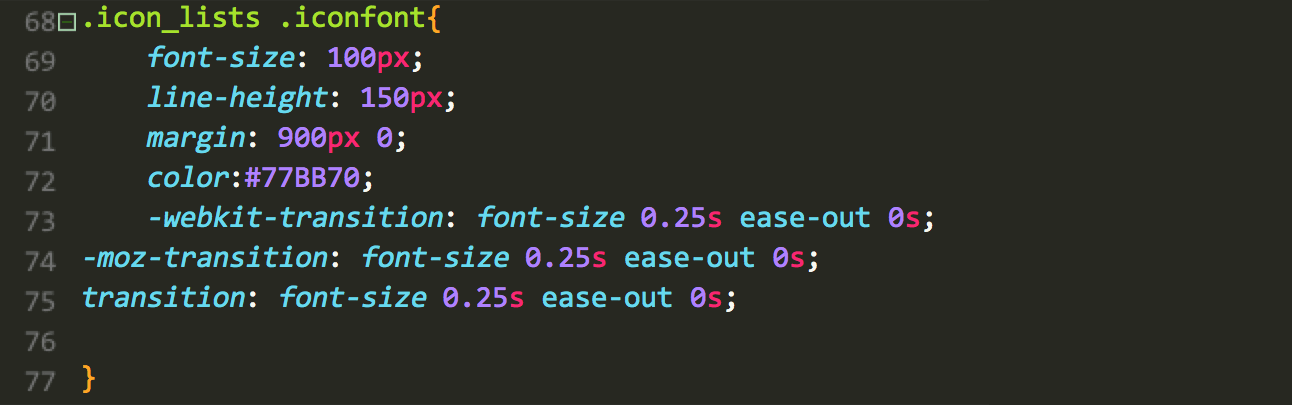 68 .icon_lists .iconfont{
69     font-size: 100px;
70     line-height: 150px;
71     margin: 900px 0;
72     color:#77BB70;
73     -webkit-transition: font-size 0.25s ease-out 0s;
74 -moz-transition: font-size 0.25s ease-out 0s;
75 transition: font-size 0.25s ease-out 0s;
76
77 }